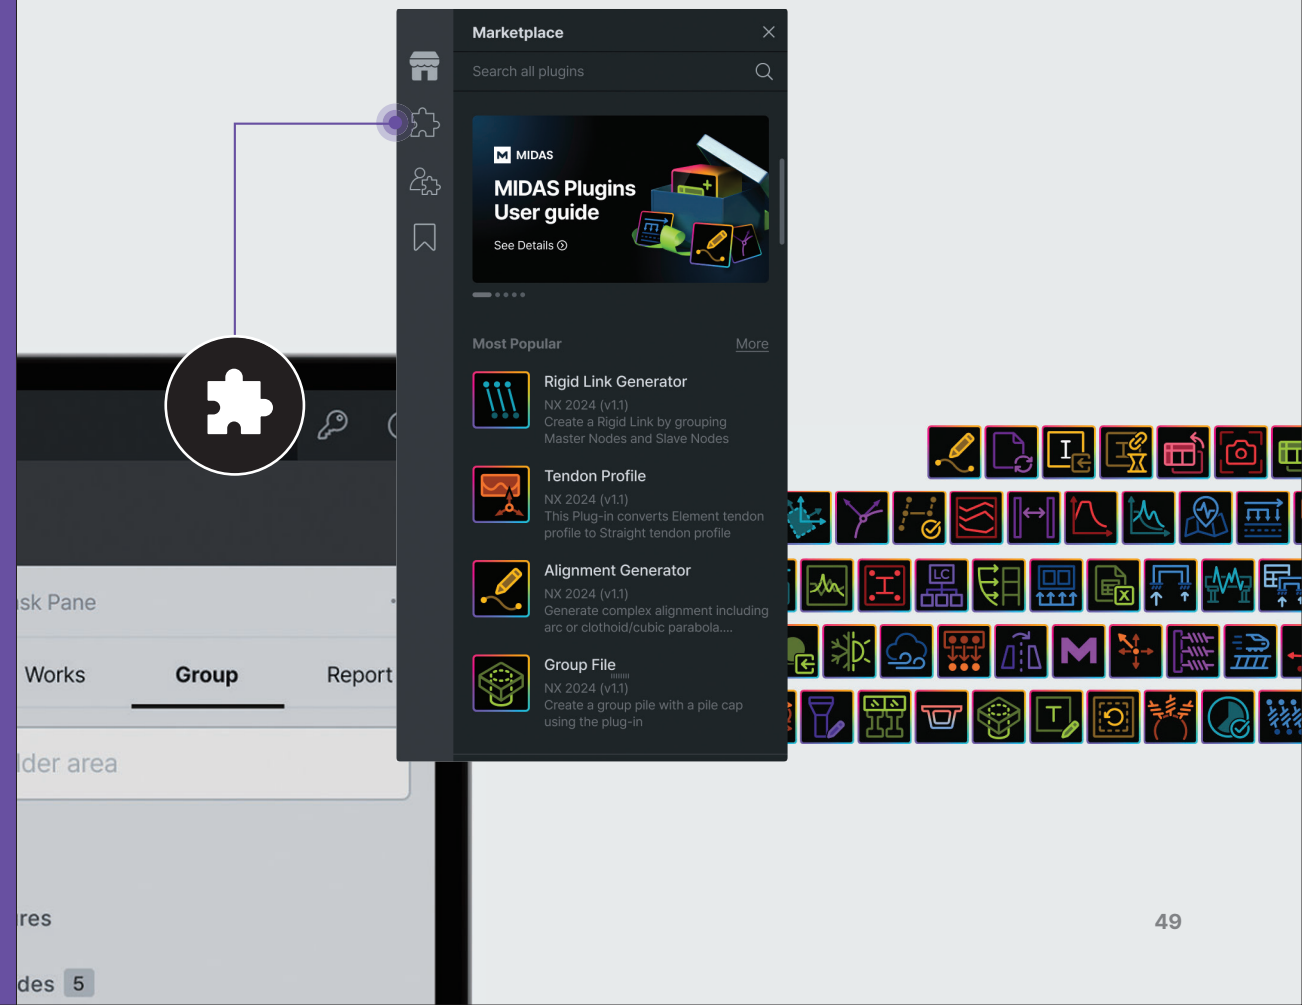 Marketplace
Search all plugins
MIDAS
MIDAS Plugins
User guide
See Details
Most Popular
More
Rigid Link Generator
NX 2024 (v1.1)
Create a Rigid Link by grouping
Master Nodes and Slave Nodes
Tendon Profile
NX 2024 (v1.1)
This Plug-in converts Element tendon
profile to Straight tendon profile
Alignment Generator
NX 2024 (v1.1)
Generate complex alignment including
arc or clothoid/cubic parabola....
Group File
NX 2024 (v1.1)
Create a group pile with a pile cap
using the plug-in
sk Pane
Works
Group
Report
lder area
res
des 5
LC
X
M
T
49